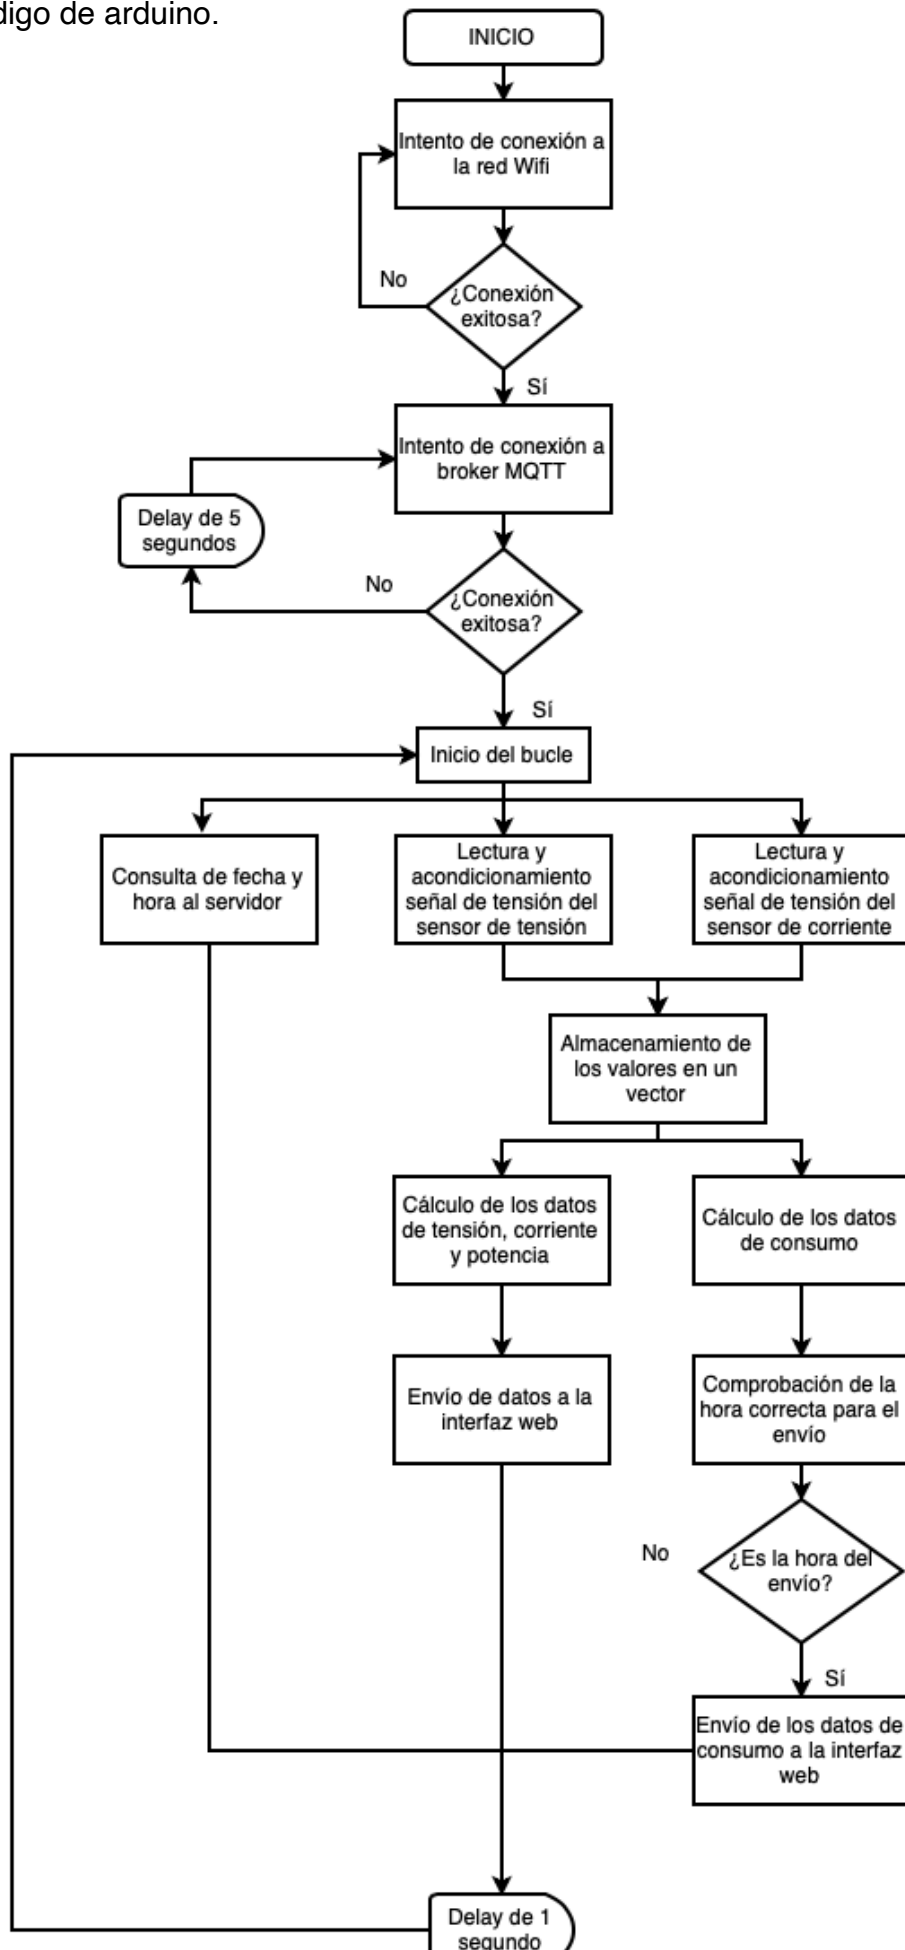 digo de arduino.
INICIO
Intento de conexión a
la red Wifi
No
¿Conexión
exitosa?
Sí
Intento de conexión a
broker MQTT
Delay de 5
segundos
No
¿Conexión
exitosa?
Sí
Inicio del bucle
Consulta de fecha y
hora al servidor
Lectura y
acondicionamiento
señal de tensión del
sensor de tensión
Lectura y
acondicionamiento
señal de tensión del
sensor de corriente
Almacenamiento de
los valores en un
vector
Cálculo de los datos
de tensión, corriente
y potencia
Cálculo de los datos
de consumo
Envío de datos a la
interfaz web
Comprobación de la
hora correcta para el
envío
No
¿Es la hora del
envío?
Sí
Envío de los datos de
consumo a la interfaz
web
Delay de 1
segundo